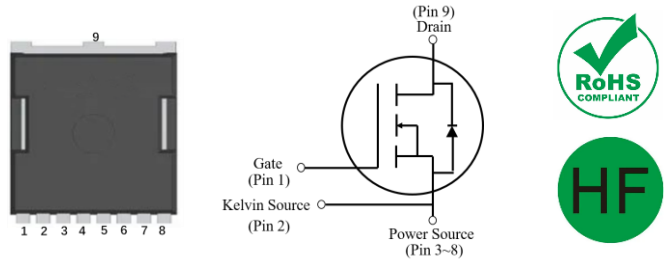 9
1 2 3 4 5 6 7 8
(Pin 9)
Drain
Gate
(Pin 1)
Kelvin Source
(Pin 2)
Power Source
(Pin 3~8)
RoHS
COMPLIANT
HF